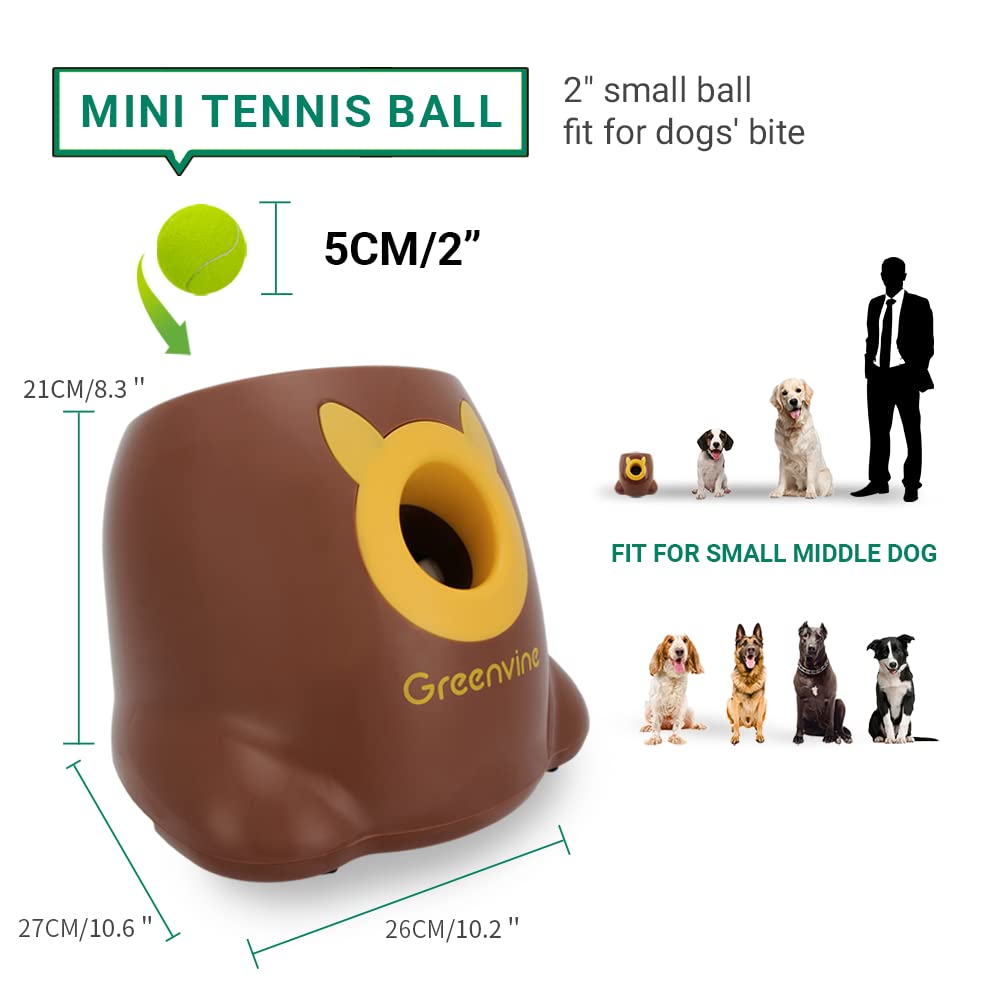 MINI TENNIS BALL
2" small ball
fit for dogs' bite
5CM/2”
21CM/8.3 "
FIT FOR SMALL MIDDLE DOG
Greenvine
27CM/10.6 "
26CM/10.2 "